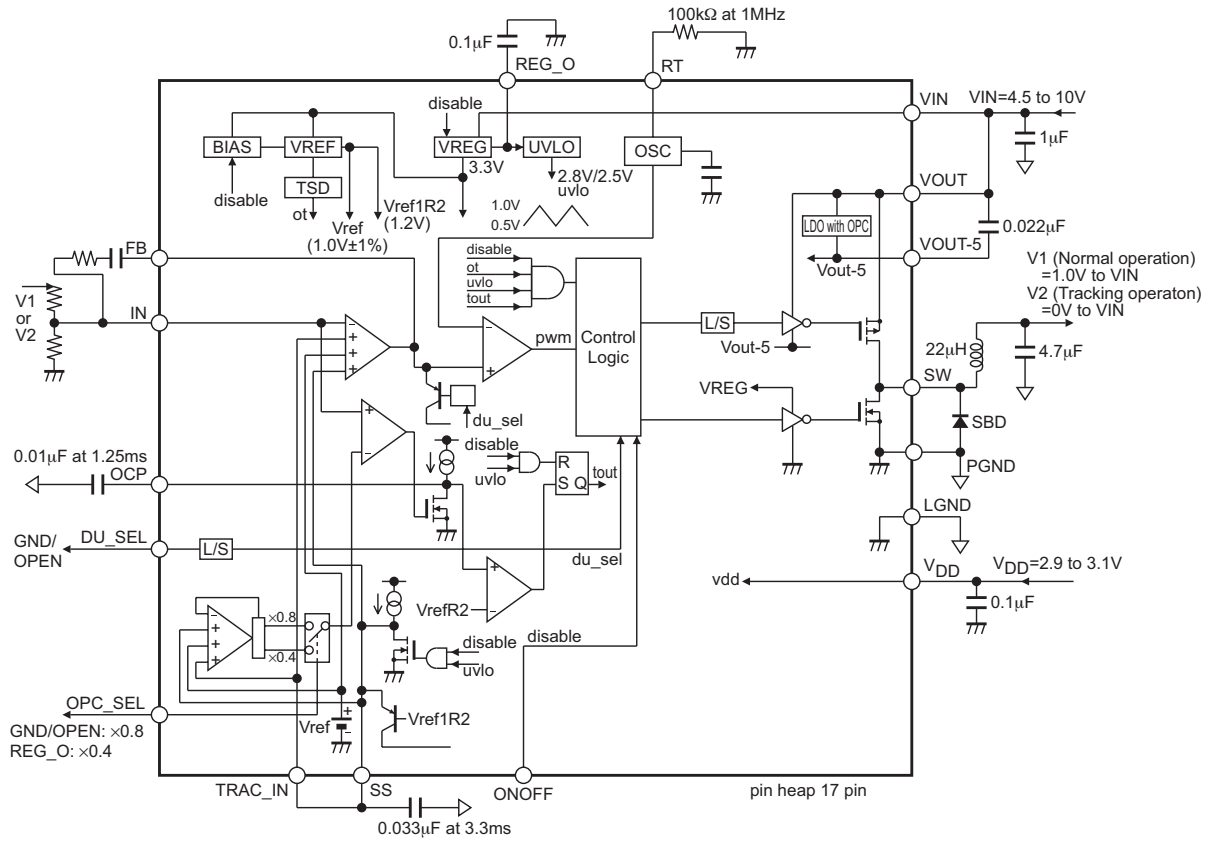 100kΩ at 1MHz
0.1µF
REG_O
RT
disable
VIN
VIN=4.5 to 10V
BIAS
VREF
VREG
UVLO
OSC
1µF
3.3V
TSD
2.8V/2.5V
uvlo
disable
ot
Vref1R2
(1.2V)
Vref
(1.0V±1%)
1.0V
0.5V
VOUT
LDO with OPC
0.022µF
VOUT-5
Vout-5
FB
disable
ot
uvlo
tout
V1 (Normal operation)
=1.0V to VIN
V2 (Tracking operaton)
=0V to VIN
V1
or
V2
IN
−
+
+
+
−
+
pwm
Control
Logic
L/S
Vout-5
22µH
4.7µF
SW
VREG
du_sel
+
−
disable
uvlo
R
S Q
tout
SBD
PGND
0.01µF at 1.25ms
OCP
LGND
GND/
OPEN
DU_SEL
L/S
du_sel
+
−
VrefR2
vdd
VDD
VDD=2.9 to 3.1V
0.1µF
−
+
+
+
×0.8
×0.4
disable
uvlo
disable
OPC_SEL
GND/OPEN: ×0.8
REG_O: ×0.4
Vref
+
−
Vref1R2
TRAC_IN
SS
ONOFF
pin heap 17 pin
0.033µF at 3.3ms